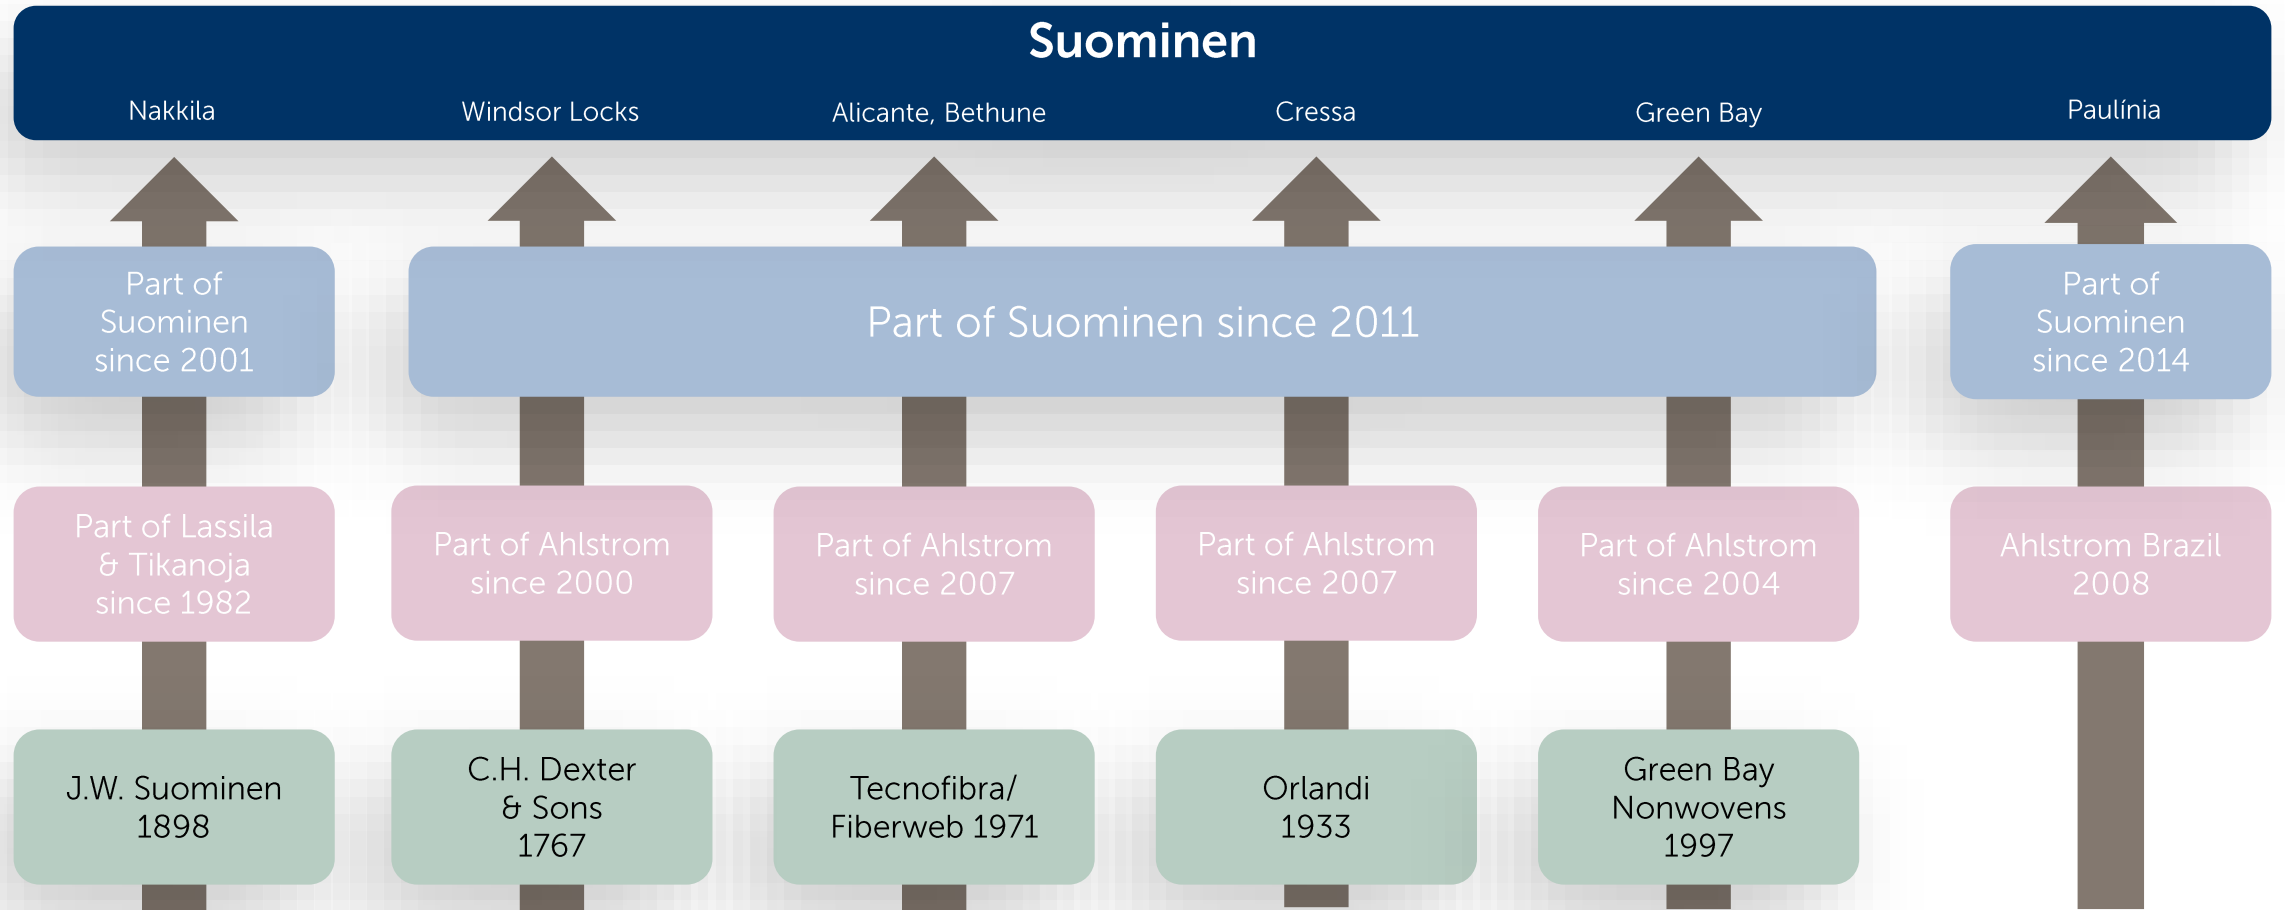 Suominen
Nakkila
Windsor Locks
Alicante, Bethune
Cressa
Green Bay
Paulínia
Part of
Suominen
since 2001
Part of Suominen since 2011
Part of
Suominen
since 2014
Part of Lassila
& Tikanoja
since 1982
Part of Ahlstrom
since 2000
Part of Ahlstrom
since 2007
Part of Ahlstrom
since 2007
Part of Ahlstrom
since 2004
Ahlstrom Brazil
2008
J.W. Suominen
1898
C.H. Dexter
& Sons
1767
Tecnofibra/
Fiberweb 1971
Orlandi
1933
Green Bay
Nonwovens
1997